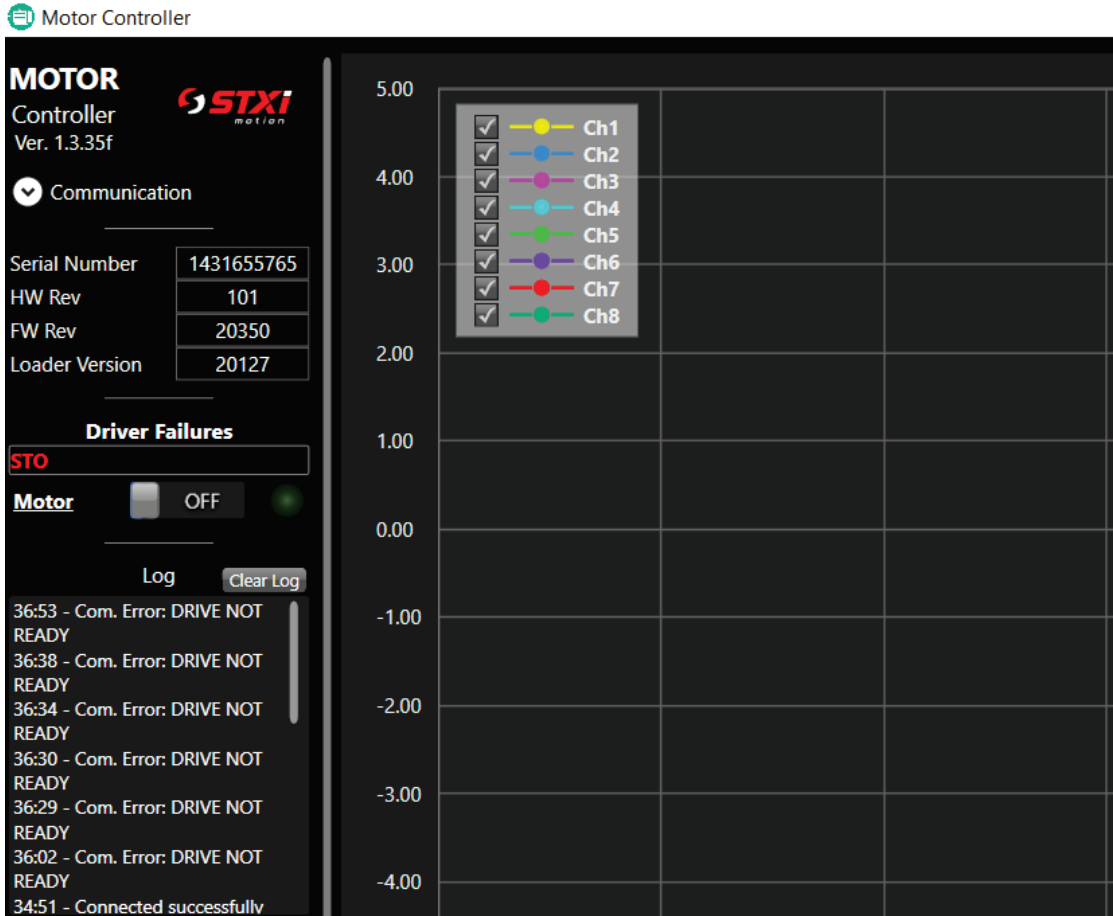 Motor Controller
MOTOR
Controller
Ver. 1.3.35f
STXi
motion
Communication
Serial Number 1431655765
HW Rev 101
FW Rev 20350
Loader Version 20127
Driver Failures
STO
Motor OFF
Log Clear Log
36:53 - Com. Error: DRIVE NOT
READY
36:38 - Com. Error: DRIVE NOT
READY
36:34 - Com. Error: DRIVE NOT
READY
36:30 - Com. Error: DRIVE NOT
READY
36:29 - Com. Error: DRIVE NOT
READY
36:02 - Com. Error: DRIVE NOT
READY
34:51 - Connected successfully
5.00
4.00
3.00
2.00
1.00
0.00
-1.00
-2.00
-3.00
-4.00
Ch1
Ch2
Ch3
Ch4
Ch5
Ch6
Ch7
Ch8